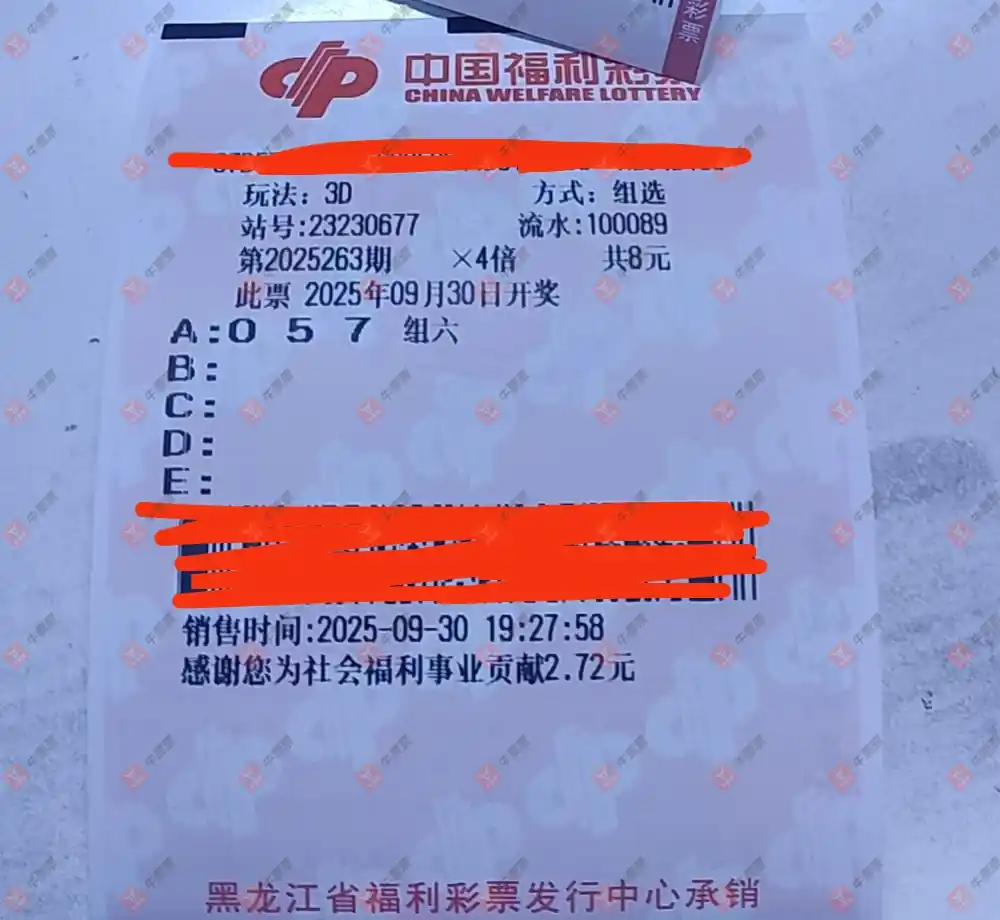 彩票
中国福利彩
CHINA WELFARE LOTTERY
玩法：3D 方式：组选
站号:23230677 流水:100089
第2025263期 ×4倍 共8元
此票 2025年09月30日开奖
A:0 5 7 组六
B:
C:
D:
E:
销售时间:2025-09-30 19:27:58
感谢您为社会福利事业贡献2.72元
黑龙江省福利彩票发行中心承销